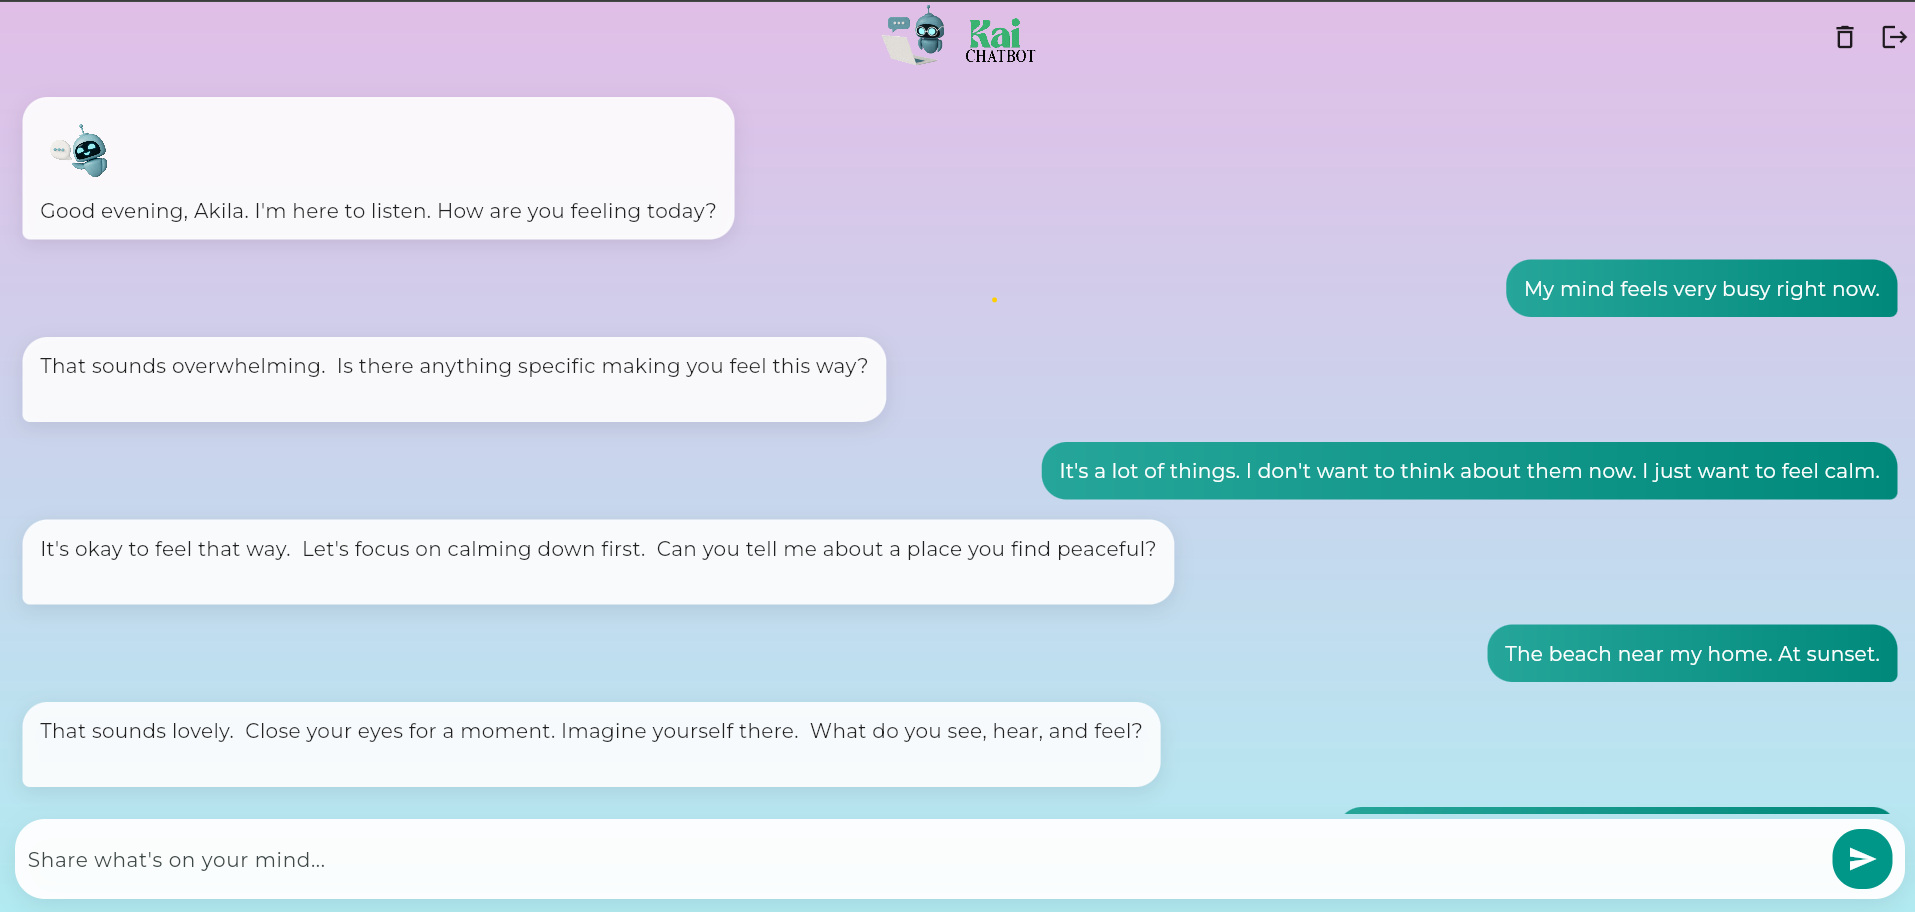 Kai
CHATBOT
Good evening, Akila. I'm here to listen. How are you feeling today?
My mind feels very busy right now.
That sounds overwhelming.  Is there anything specific making you feel this way?
It's a lot of things. I don't want to think about them now. I just want to feel calm.
It's okay to feel that way.  Let's focus on calming down first.  Can you tell me about a place you find peaceful?
The beach near my home. At sunset.
That sounds lovely.  Close your eyes for a moment. Imagine yourself there.  What do you see, hear, and feel?
Share what's on your mind...